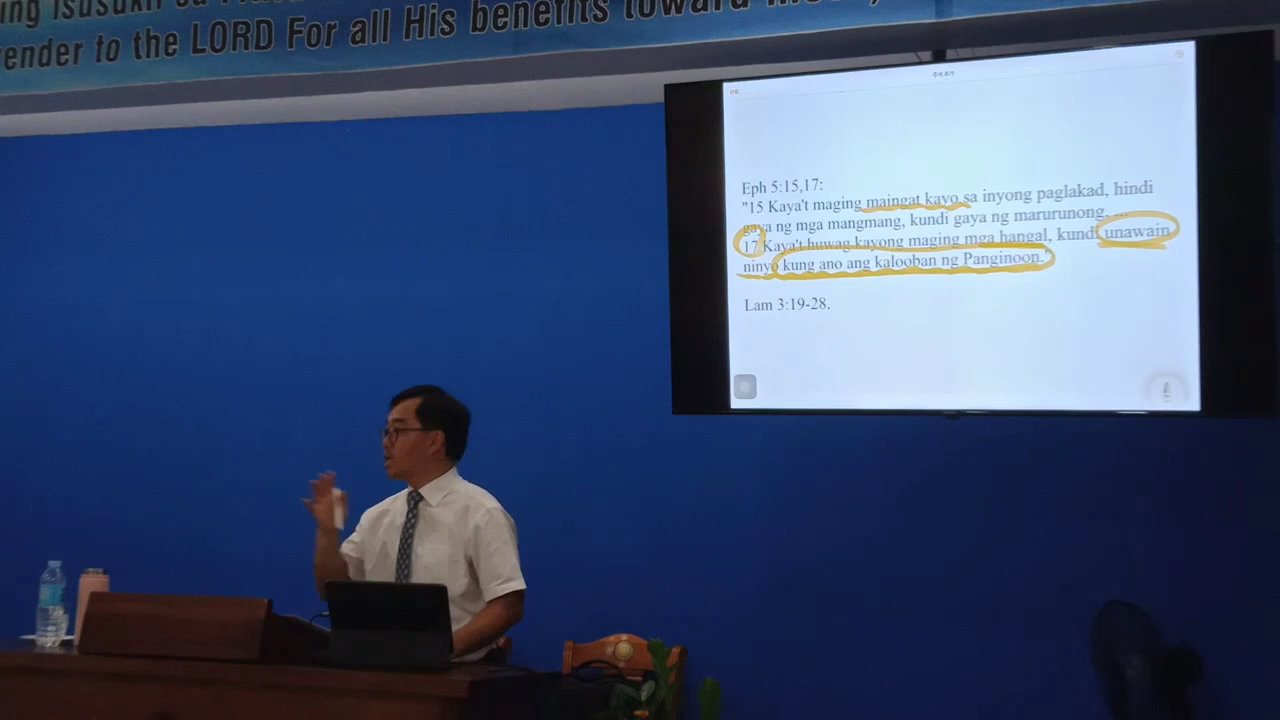 ing Isusukli sa
render to the LORD For all His benefits toward
Eph 5:15,17:
"15 Kaya't maging maingat kayo sa inyong paglakad, hindi
gaya ng mga mangmang, kundi gaya ng marurunong, ...
17 Kaya't huwag kayong maging mga hangal, kundi unawain
ninyo kung ano ang kalooban ng Panginoon."
Lam 3:19-28.